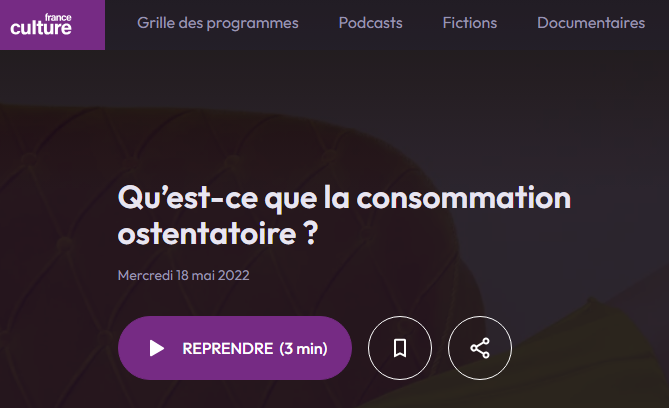 france
culture
Grille des programmes Podcasts Fictions Documentaires
Qu’est-ce que la consommation
ostentatoire ?
Mercredi 18 mai 2022
REPRENDRE (3 min)